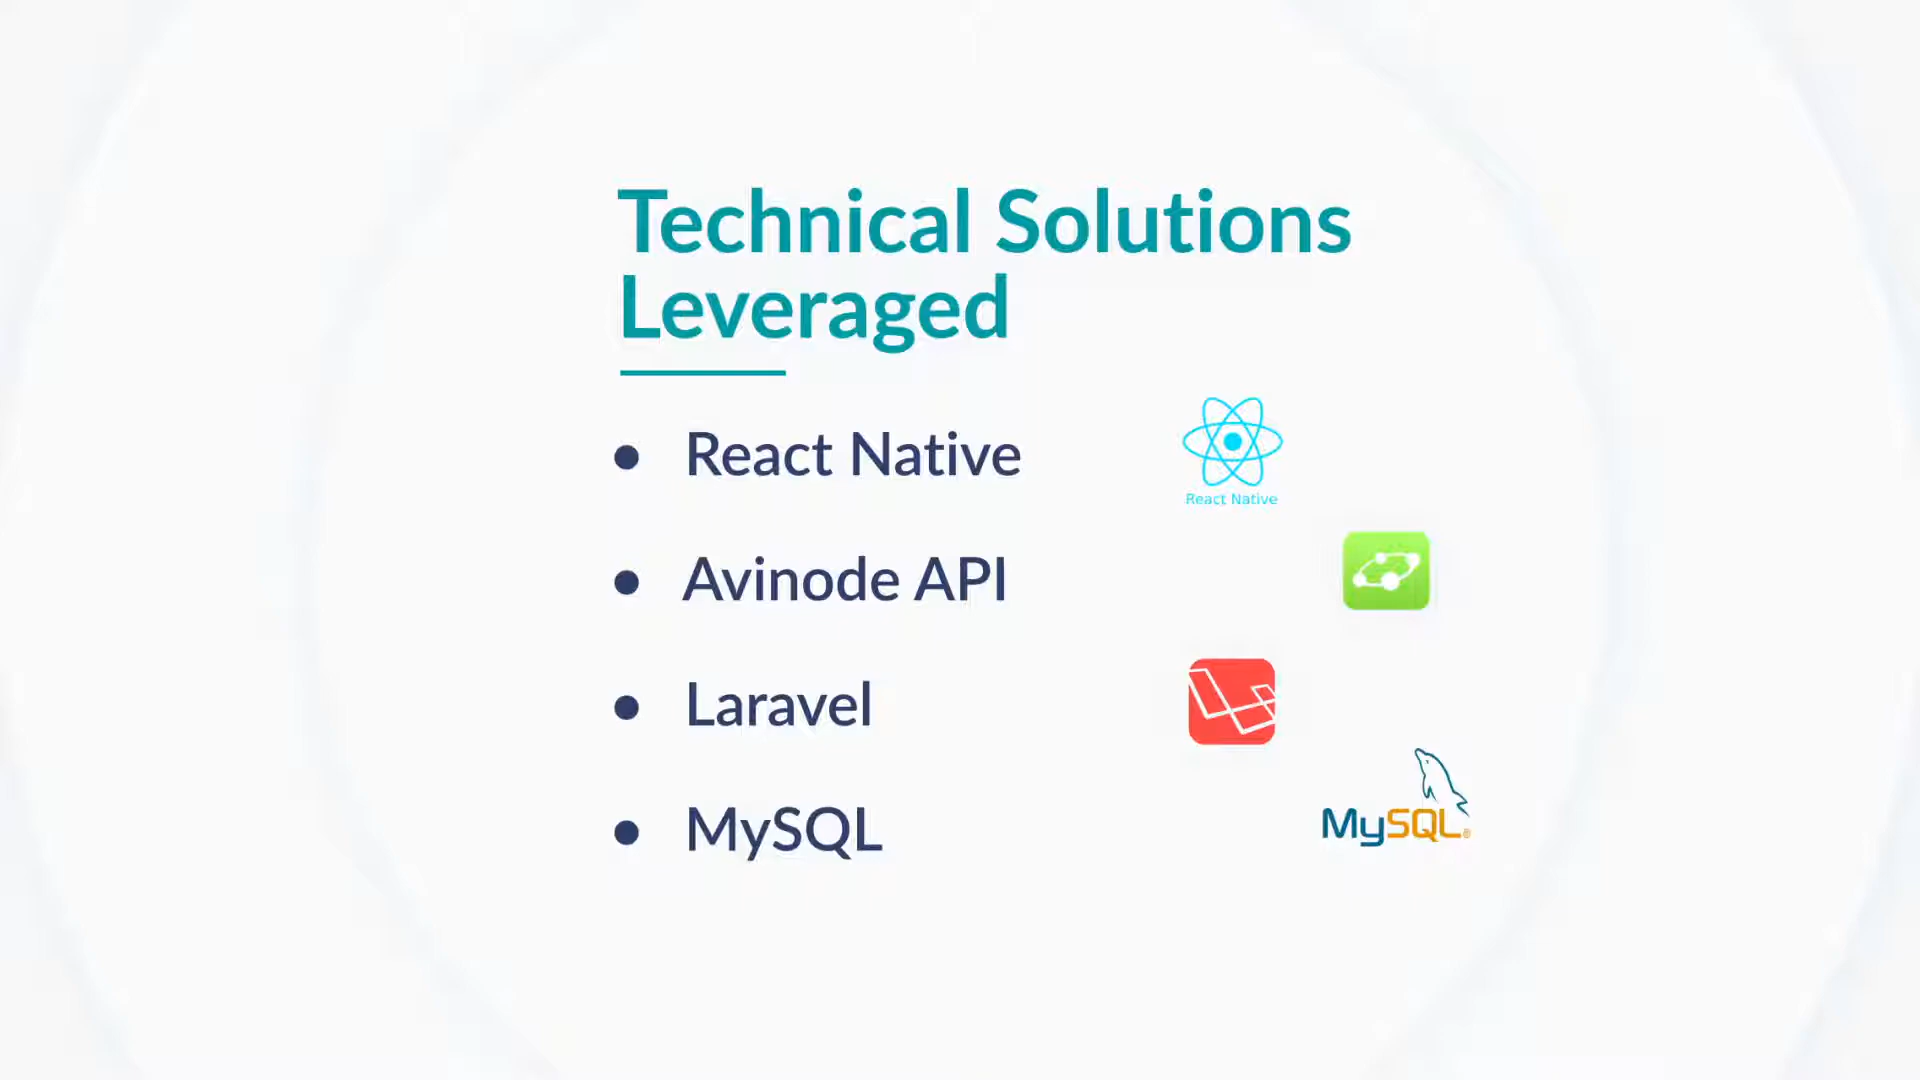 Technical Solutions
Leveraged
• React Native
React Native
• Avinode API
• Laravel
• MySQL
MySQL®